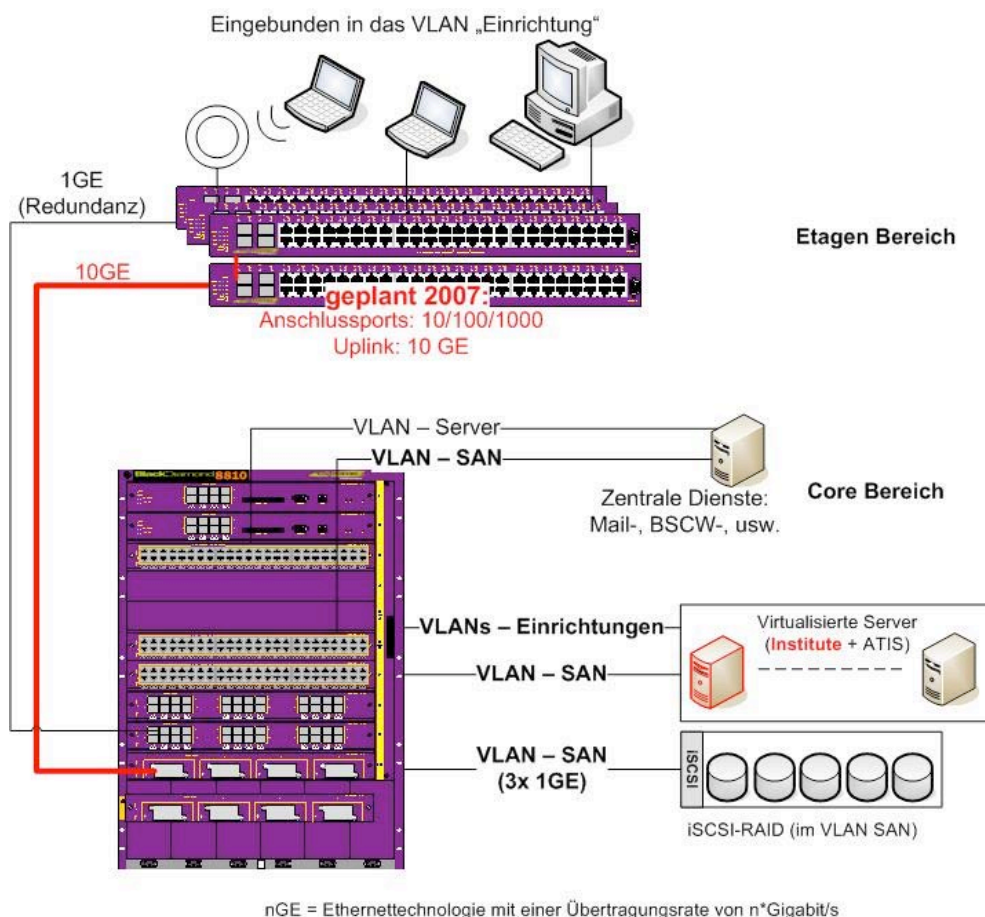 Eingebunden in das VLAN „Einrichtung“
1GE
(Redundanz)
Etagen Bereich
10GE
geplant 2007:
Anschlussports: 10/100/1000
Uplink: 10 GE
VLAN – Server
VLAN – SAN
BlackDiamond 8810
Zentrale Dienste:
Mail-, BSCW-, usw.
Core Bereich
VLANs – Einrichtungen
Virtualisierte Server
(Institute + ATIS)
VLAN – SAN
VLAN – SAN
(3x 1GE)
iSCSI
iSCSI-RAID (im VLAN SAN)
nGE = Ethernettechnologie mit einer Übertragungsrate von n*Gigabit/s